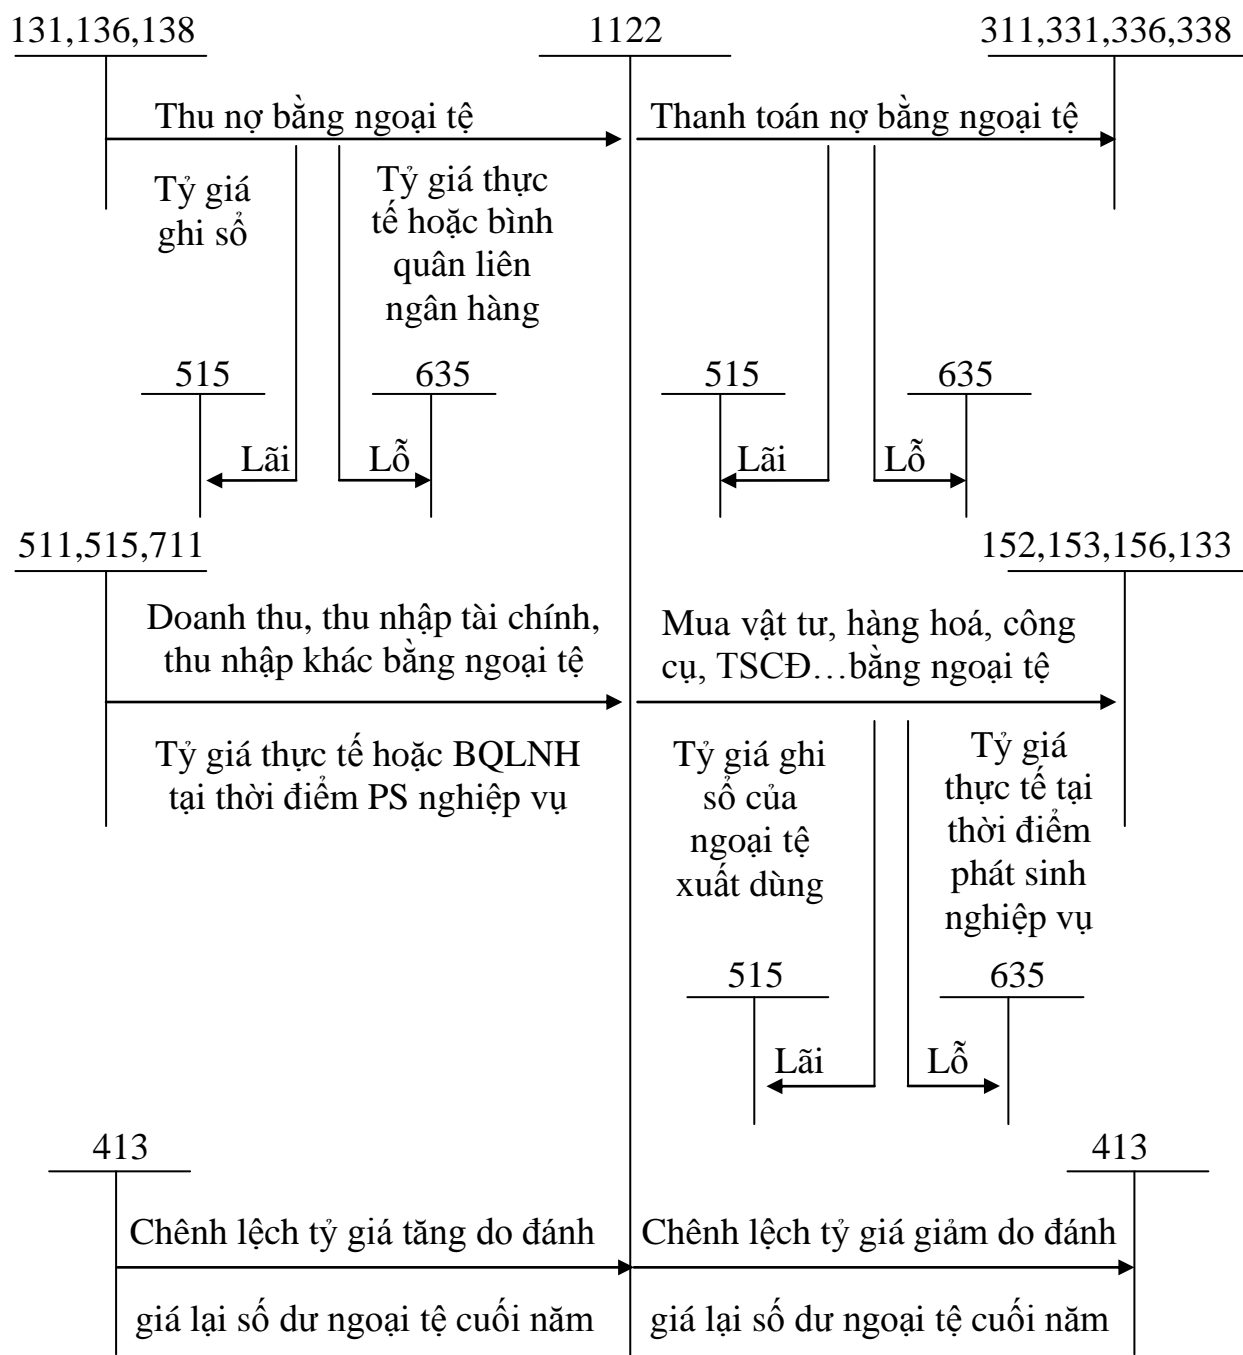 131,136,138
1122
311,331,336,338
Thu nợ bằng ngoại tệ
Thanh toán nợ bằng ngoại tệ
Tỷ giá
ghi sổ
Tỷ giá thực
tế hoặc bình
quân liên
ngân hàng
515
635
515
635
Lãi
Lỗ
Lãi
Lỗ
511,515,711
152,153,156,133
Doanh thu, thu nhập tài chính,
thu nhập khác bằng ngoại tệ
Mua vật tư, hàng hoá, công
cụ, TSCĐ…bằng ngoại tệ
Tỷ giá thực tế hoặc BQLNH
tại thời điểm PS nghiệp vụ
Tỷ giá ghi
sổ của
ngoại tệ
xuất dùng
Tỷ giá
thực tế tại
thời điểm
phát sinh
nghiệp vụ
515
635
Lãi
Lỗ
413
413
Chênh lệch tỷ giá tăng do đánh
giá lại số dư ngoại tệ cuối năm
Chênh lệch tỷ giá giảm do đánh
giá lại số dư ngoại tệ cuối năm